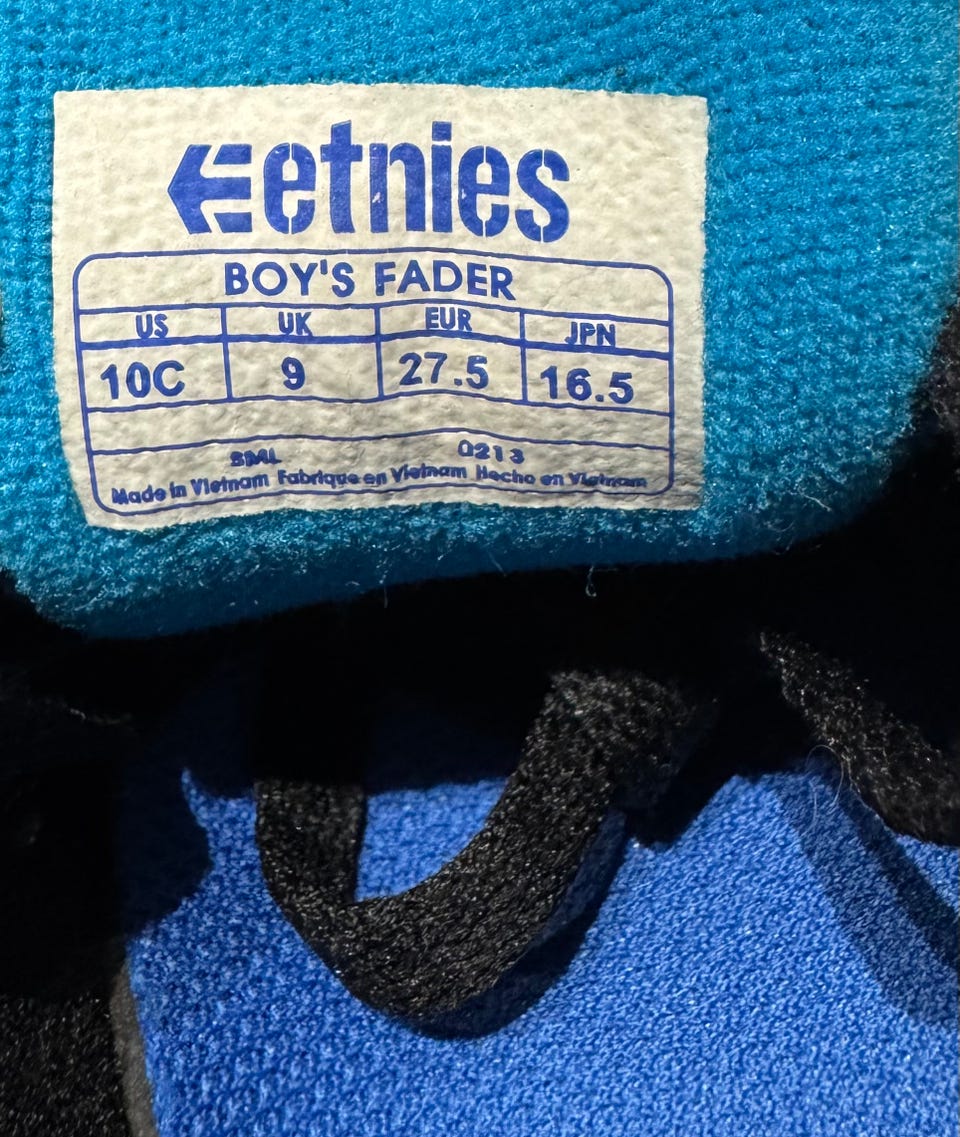 etnies
BOY'S FADER
US UK EUR JPN
10C 9 27.5 16.5
SML 0213
Made in Vietnam Fabrique en Vietnam Hecho en Vietnam